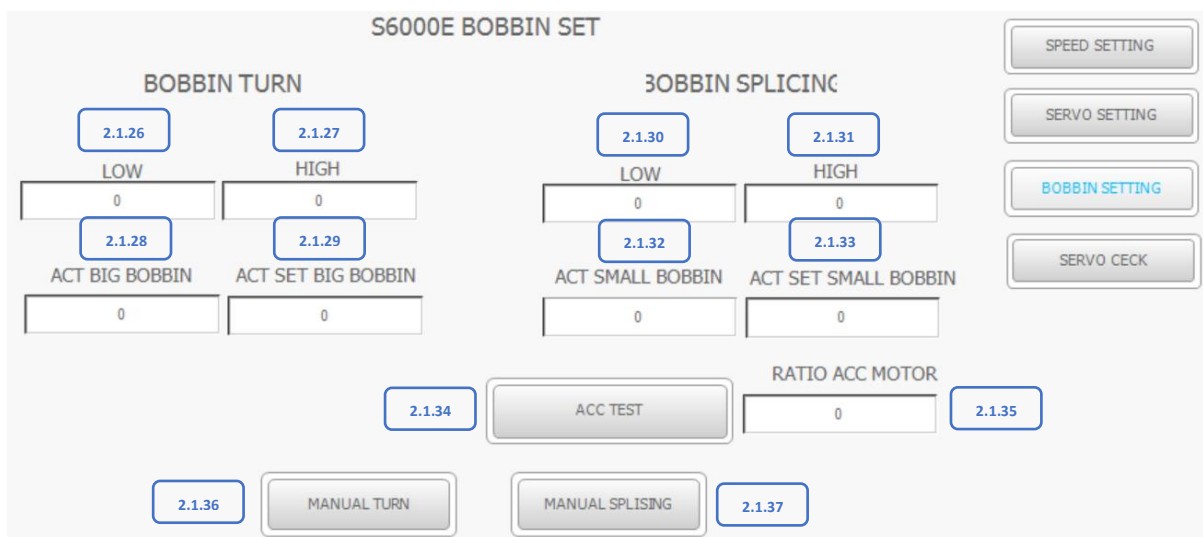 S6000E BOBBIN SET
SPEED SETTING
BOBBIN TURN
BOBBIN SPLICING
SERVO SETTING
2.1.26
2.1.27
2.1.30
2.1.31
LOW
HIGH
LOW
HIGH
BOBBIN SETTING
0
0
0
0
2.1.28
2.1.29
2.1.32
2.1.33
SERVO CECK
ACT BIG BOBBIN
ACT SET BIG BOBBIN
ACT SMALL BOBBIN
ACT SET SMALL BOBBIN
0
0
0
0
RATIO ACC MOTOR
2.1.34
ACC TEST
0
2.1.35
2.1.36
MANUAL TURN
MANUAL SPLISING
2.1.37